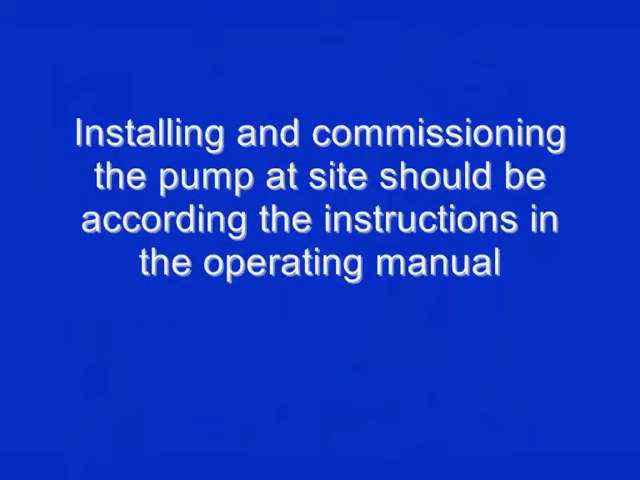 Installing and commissioning
the pump at site should be
according the instructions in
the operating manual